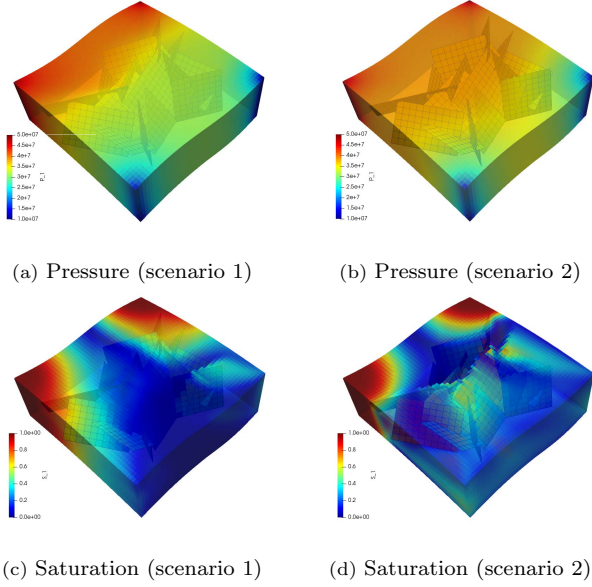 5.0e+07
4.5e+7
4e+7
3.5e+7
3e+7
2.5e+7
2e+7
1.5e+7
1.0e+07
P_1
5.0e+07
4.5e+7
4e+7
3.5e+7
3e+7
2.5e+7
2e+7
1.5e+7
1.0e+07
P_1
(a) Pressure (scenario 1)
(b) Pressure (scenario 2)
1.0e+00
0.8
0.6
0.4
0.2
0.0e+00
S_1
1.0e+00
0.8
0.6
0.4
0.2
0.0e+00
S_1
(c) Saturation (scenario 1)
(d) Saturation (scenario 2)